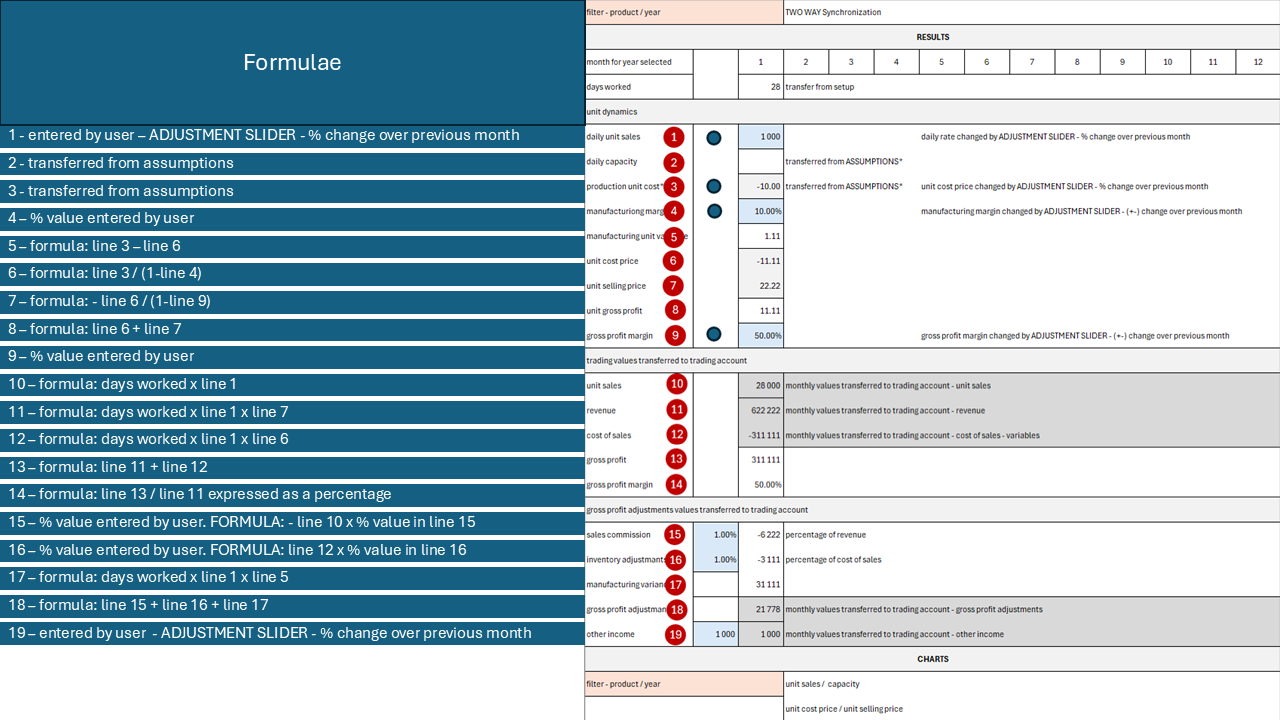 Formulae
1 - entered by user – ADJUSTMENT SLIDER - % change over previous month
2 - transferred from assumptions
3 - transferred from assumptions
4 – % value entered by user
5 – formula: line 3 – line 6
6 – formula: line 3 / (1-line 4)
7 – formula: - line 6 / (1-line 9)
8 – formula: line 6 + line 7
9 – % value entered by user
10 – formula: days worked x line 1
11 – formula: days worked x line 1 x line 7
12 – formula: days worked x line 1 x line 6
13 – formula: line 11 + line 12
14 – formula: line 13 / line 11 expressed as a percentage
15 – % value entered by user. FORMULA: - line 10 x % value in line 15
16 – % value entered by user. FORMULA: line 12 x % value in line 16
17 – formula: days worked x line 1 x line 5
18 – formula: line 15 + line 16 + line 17
19 – entered by user - ADJUSTMENT SLIDER - % change over previous month
filter - product / year TWO WAY Synchronization
RESULTS
month for year selected 1 2 3 4 5 6 7 8 9 10 11 12
days worked 28 transfer from setup
unit dynamics
daily unit sales 1 1 000 daily rate changed by ADJUSTMENT SLIDER - % change over previous month
daily capacity 2 transferred from ASSUMPTIONS*
production unit cost* 3 -10.00 transferred from ASSUMPTIONS* unit cost price changed by ADJUSTMENT SLIDER - % change over previous month
manufacturiong marg 4 10.00% manufacturing margin changed by ADJUSTMENT SLIDER - (+-) change over previous month
manufacturing unit va 5 e 1.11
unit cost price 6 -11.11
unit selling price 7 22.22
unit gross profit 8 11.11
gross profit margin 9 50.00% gross profit margin changed by ADJUSTMENT SLIDER - (+-) change over previous month
trading values transferred to trading account
unit sales 10 28 000 monthly values transferred to trading account - unit sales
revenue 11 622 222 monthly values transferred to trading account - revenue
cost of sales 12 -311 111 monthly values transferred to trading account - cost of sales - variables
gross profit 13 311 111
gross profit margin 14 50.00%
gross profit adjustments values transferred to trading account
sales commission 15 1.00% -6 222 percentage of revenue
inventory adjustmant 16 1.00% -3 111 percentage of cost of sales
manufacturing varian 17 31 111
gross profit adjustman 18 21 778 monthly values transferred to trading account - gross profit adjustments
other income 19 1 000 1 000 monthly values transferred to trading account - other income
CHARTS
filter - product / year unit sales / capacity
unit cost price / unit selling price